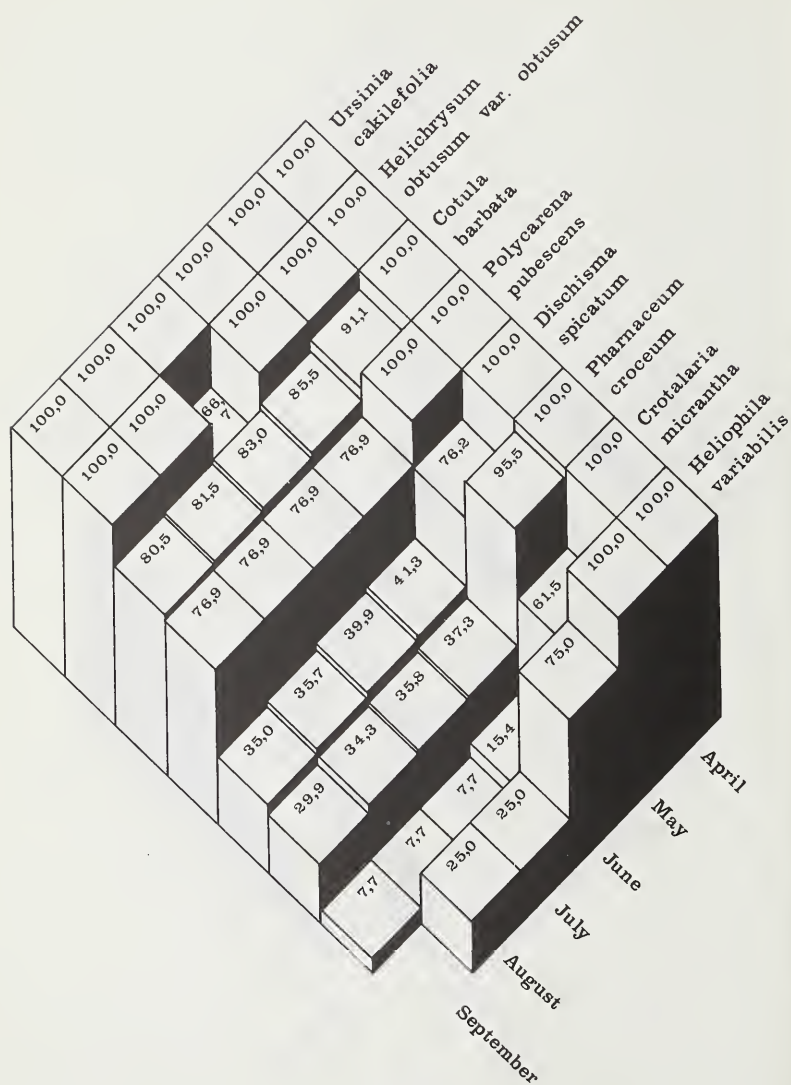 Ursinia
cakilefolia
Helichrysum
obtusum var. obtusum
Cotula
barbata
Polycarena
pubescens
Dischisma
spicatum
Pharnaceum
croceum
Crotalaria
micrantha
Heliophila
variabilis
100,0
100,0
100,0
100,0
100,0
100,0
100,0
100,0
100,0
66,
7
100,0
100,0
100,0
91,1
85,5
83,0
81,5
80,5
100,0
100,0
76,9
76,9
76,9
76,9
100,0
76,2
41,3
39,9
35,7
35,0
100,0
95,5
37,3
35,8
34,3
29,9
100,0
61,5
15,4
7,7
7,7
7,7
100,0
100,0
75,0
25,0
25,0
April
May
June
July
August
September